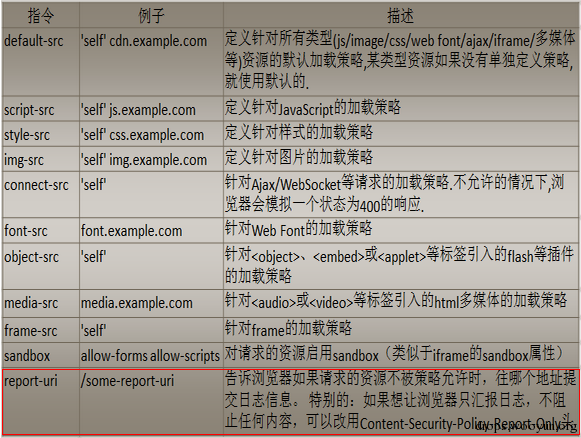 指令 例子 描述
default-src 'self' cdn.example.com 定义针对所有类型(js/image/css/web font/ajax/iframe/多媒体
等)资源的默认加载策略,某类型资源如果没有单独定义策略,
就使用默认的.
script-src 'self' js.example.com 定义针对JavaScript的加载策略
style-src 'self' css.example.com 定义针对样式的加载策略
img-src 'self' img.example.com 定义针对图片的加载策略
connect-src 'self' 针对Ajax/WebSocket等请求的加载策略.不允许的情况下,浏
览器会模拟一个状态为400的响应.
font-src font.example.com 针对Web Font的加载策略
object-src 'self' 针对<object>、<embed>或<applet>等标签引入的flash等插件
的加载策略
media-src media.example.com 针对<audio>或<video>等标签引入的html多媒体的加载策略
frame-src 'self' 针对frame的加载策略
sandbox allow-forms allow-scripts 对请求的资源启用sandbox（类似于iframe的sandbox属性）
report-uri /some-report-uri 告诉浏览器如果请求的资源不被策略允许时，往哪个地址提
交日志信息。 特别的：如果想让浏览器只汇报日志，不阻
止任何内容，可以改用Content-Security-Policy-Report-Only头
drops.wooyun.org